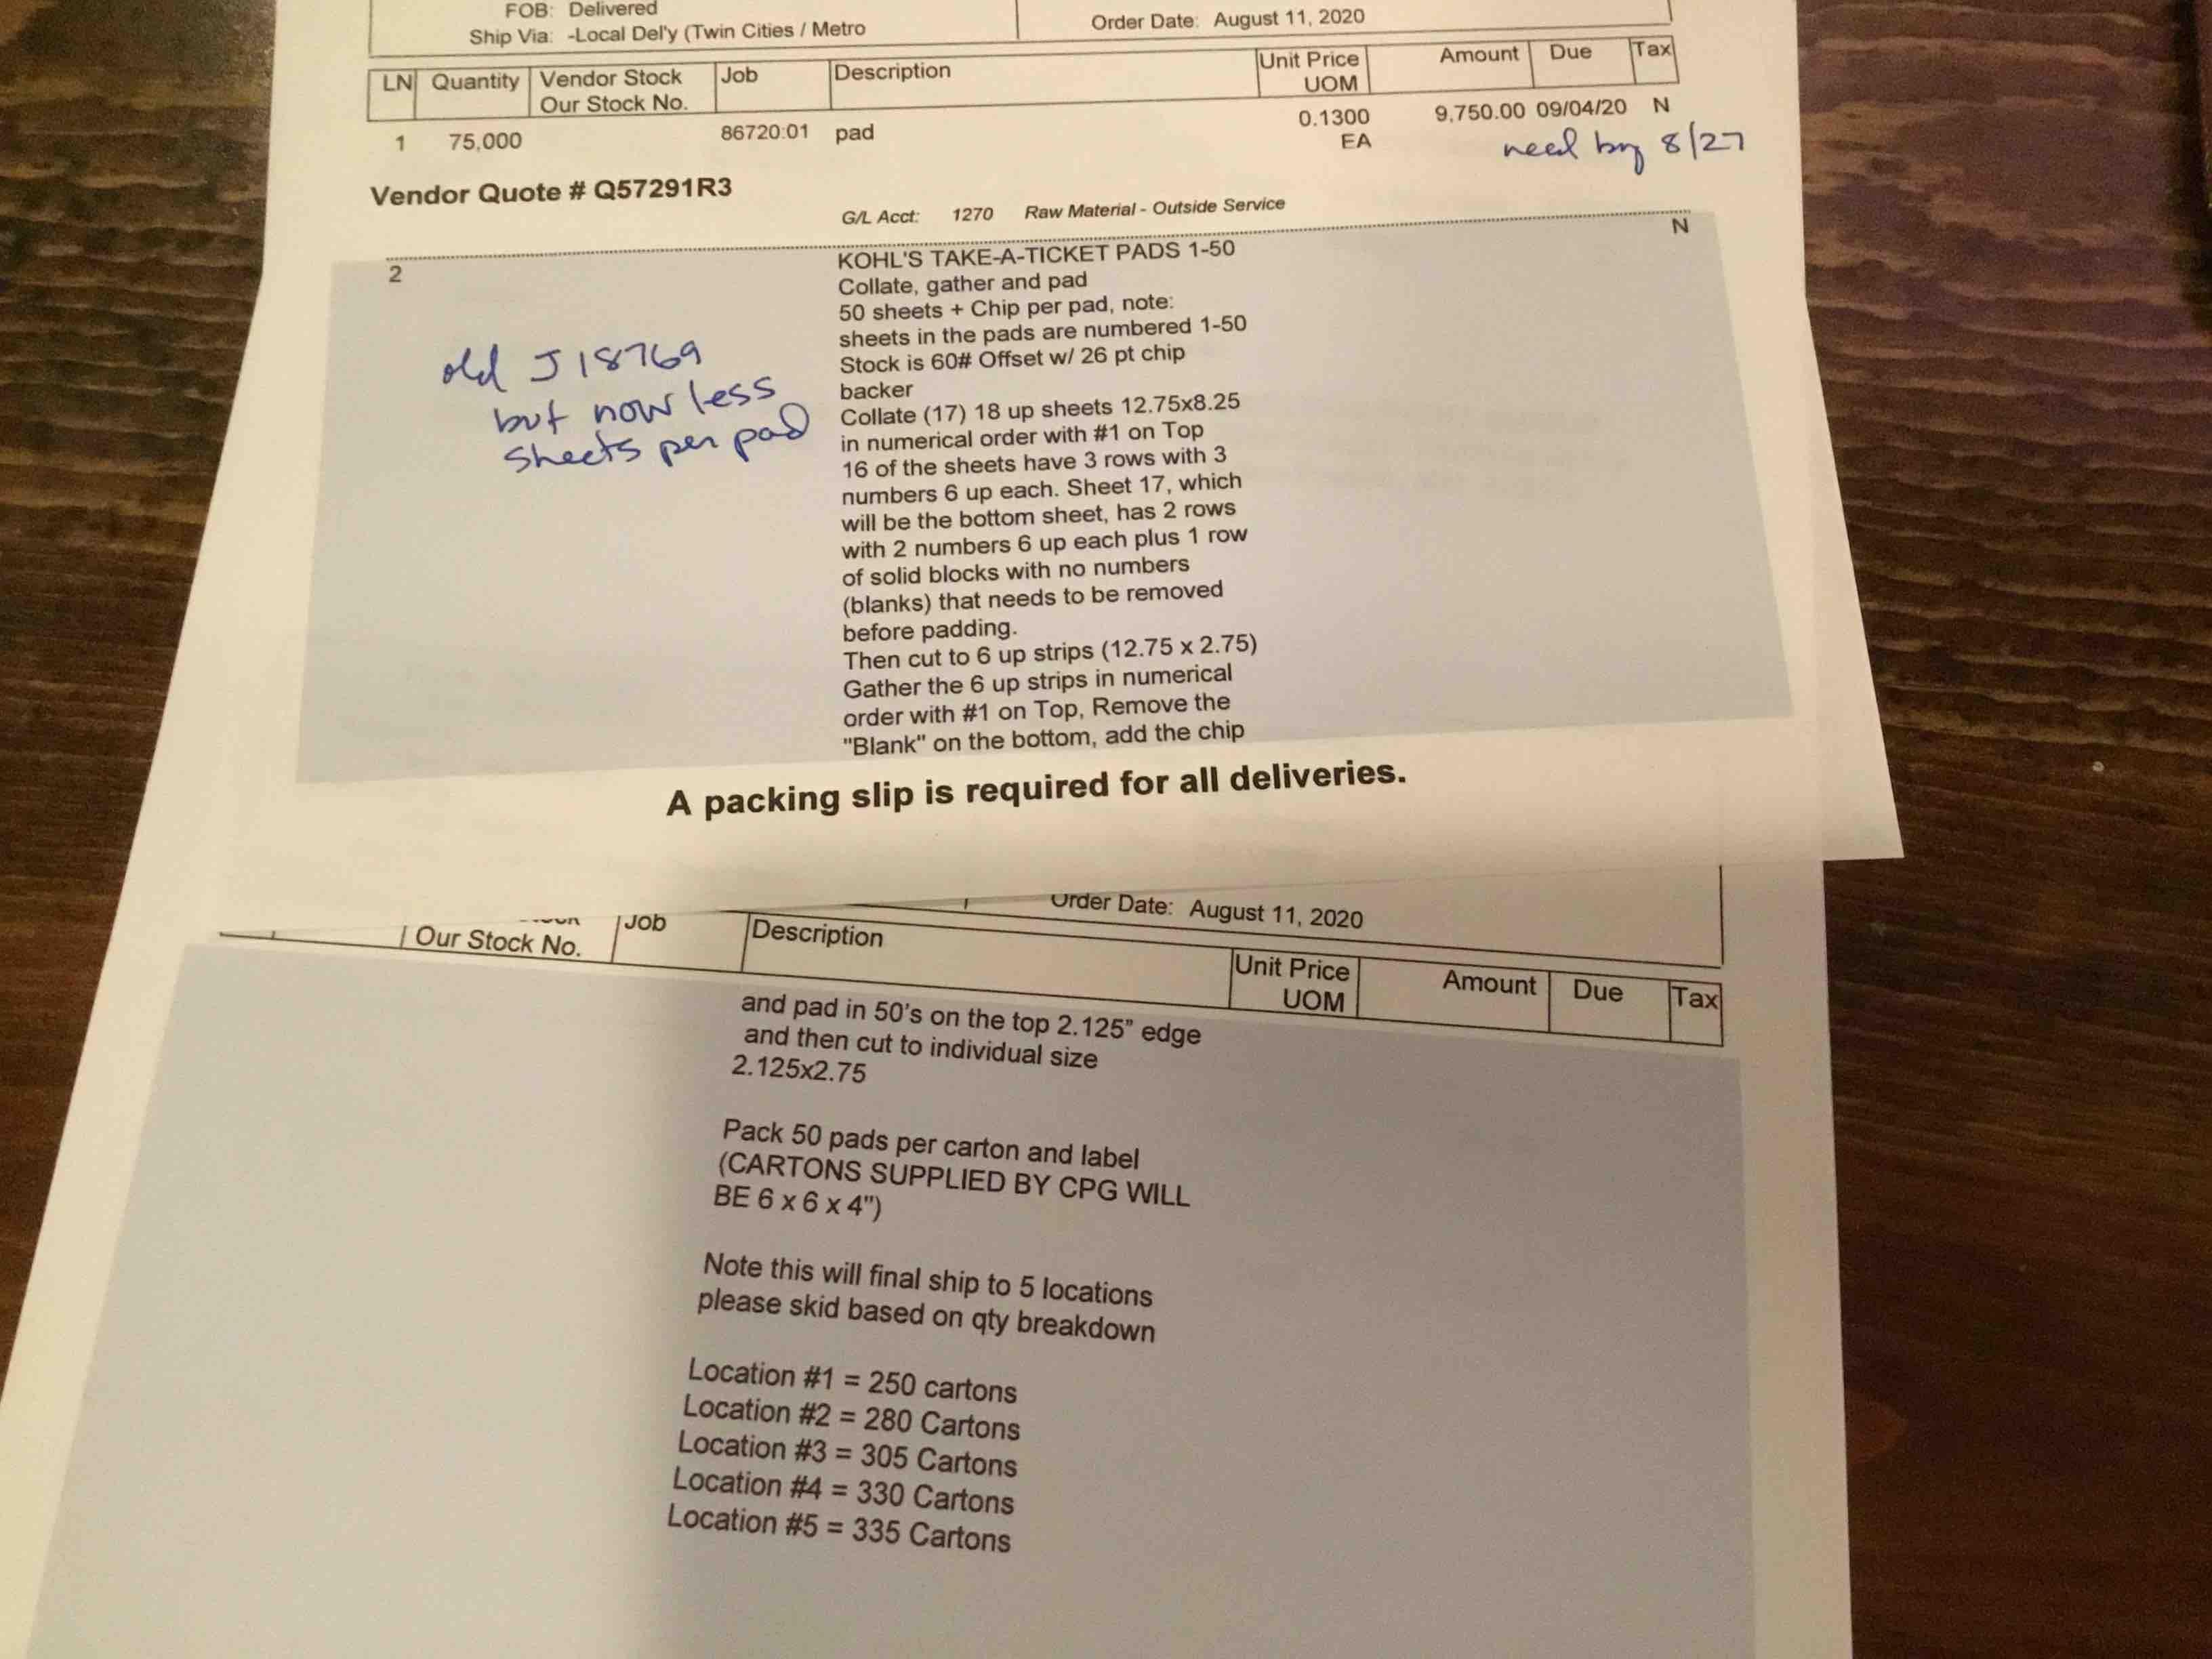 FOB: Delivered
Ship Via: -Local Del'y (Twin Cities / Metro
Order Date: August 11, 2020
LN Quantity Vendor Stock Job Description Unit Price Amount Due Tax
Our Stock No. UOM
1 75,000 86720:01 pad 0.1300 9,750.00 09/04/20 N
EA
need by 8/27
Vendor Quote # Q57291R3
G/L Acct: 1270 Raw Material - Outside Service
2 N
KOHL'S TAKE-A-TICKET PADS 1-50
Collate, gather and pad
50 sheets + Chip per pad, note:
sheets in the pads are numbered 1-50
Stock is 60# Offset w/ 26 pt chip
backer
Collate (17) 18 up sheets 12.75x8.25
in numerical order with #1 on Top
16 of the sheets have 3 rows with 3
numbers 6 up each. Sheet 17, which
will be the bottom sheet, has 2 rows
with 2 numbers 6 up each plus 1 row
of solid blocks with no numbers
(blanks) that needs to be removed
before padding.
Then cut to 6 up strips (12.75 x 2.75)
Gather the 6 up strips in numerical
order with #1 on Top, Remove the
"Blank" on the bottom, add the chip
old J18769
but now less
sheets per pad
A packing slip is required for all deliveries.
Order Date: August 11, 2020
Job Description Unit Price Amount Due Tax
Our Stock No. UOM
and pad in 50's on the top 2.125” edge
and then cut to individual size
2.125x2.75
Pack 50 pads per carton and label
(CARTONS SUPPLIED BY CPG WILL
BE 6 x 6 x 4")
Note this will final ship to 5 locations
please skid based on qty breakdown
Location #1 = 250 cartons
Location #2 = 280 Cartons
Location #3 = 305 Cartons
Location #4 = 330 Cartons
Location #5 = 335 Cartons